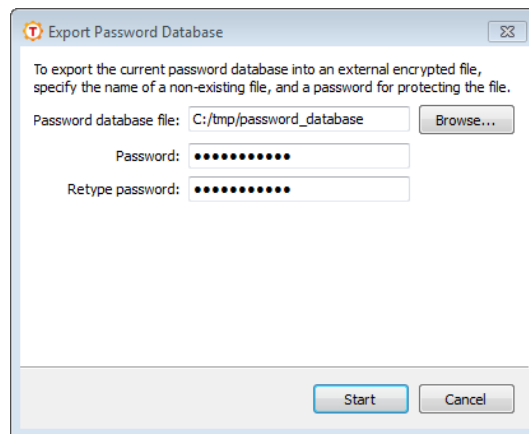 Export Password Database
To export the current password database into an external encrypted file,
specify the name of a non-existing file, and a password for protecting the file.
Password database file: C:/tmp/password_database Browse...
Password: •••••••••••
Retype password: •••••••••••
Start Cancel